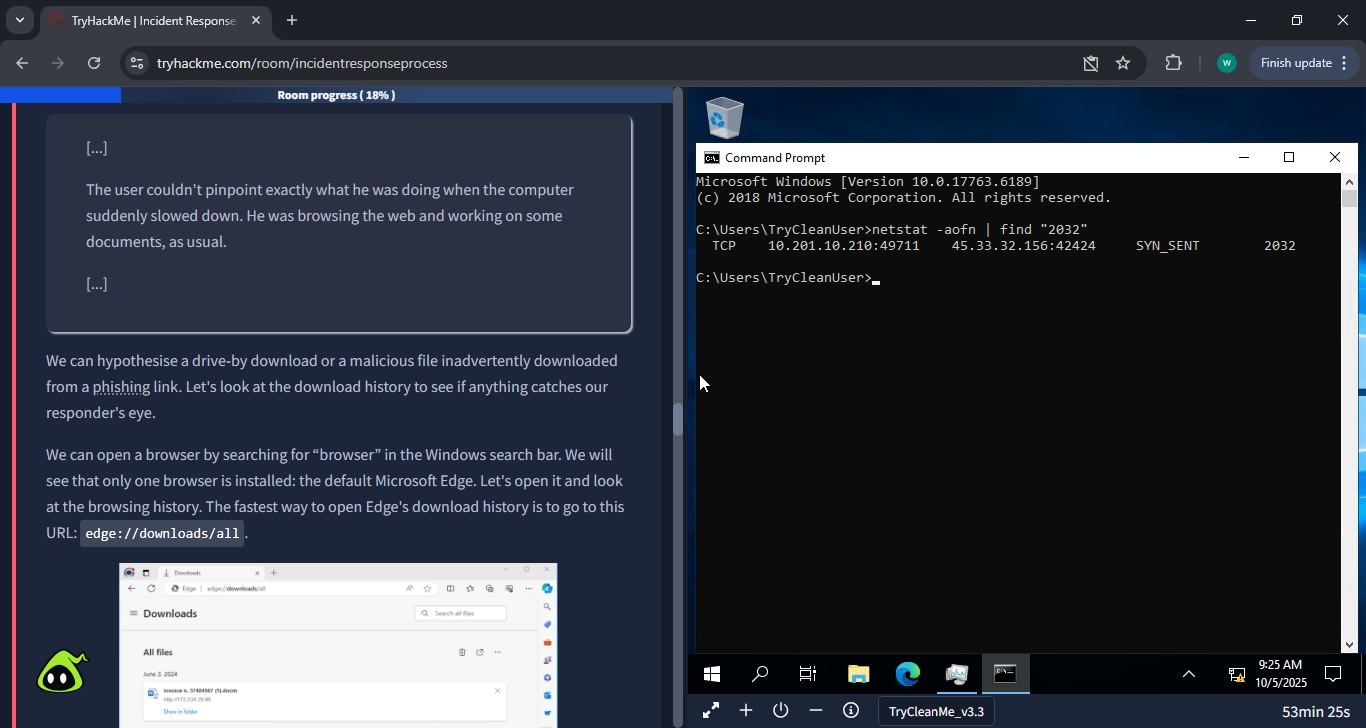 TryHackMe | Incident Response
tryhackme.com/room/incidentresponseprocess
W
Finish update
Room progress ( 18% )
[...]
The user couldn't pinpoint exactly what he was doing when the computer
suddenly slowed down. He was browsing the web and working on some
documents, as usual.
[...]
We can hypothesise a drive-by download or a malicious file inadvertently downloaded
from a phishing link. Let's look at the download history to see if anything catches our
responder's eye.
We can open a browser by searching for “browser” in the Windows search bar. We will
see that only one browser is installed: the default Microsoft Edge. Let's open it and look
at the browsing history. The fastest way to open Edge's download history is to go to this
URL: edge://downloads/all.
Downloads
Edge | edge://downloads/all
Downloads
Search all files
All files
June 3, 2024
invoice n. 37484567 (1).docm
http://172.234.25.69
Show in folder
Command Prompt
Microsoft Windows [Version 10.0.17763.6189]
(c) 2018 Microsoft Corporation. All rights reserved.
C:\Users\TryCleanUser>netstat -aofn | find "2032"
TCP 10.201.10.210:49711 45.33.32.156:42424 SYN_SENT 2032
C:\Users\TryCleanUser>
9:25 AM
10/5/2025
TryCleanMe_v3.3
53min 25s